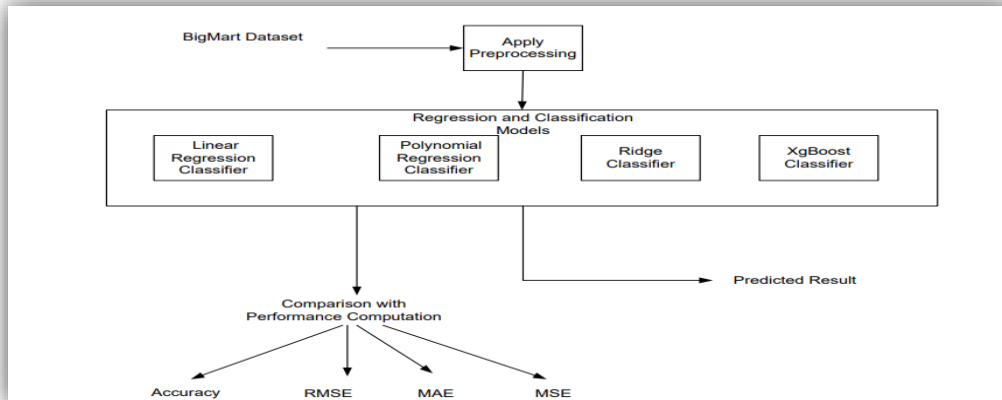 BigMart Dataset
Apply
Preprocessing
Regression and Classification
Models
Linear
Regression
Classifier
Polynomial
Regression
Classifier
Ridge
Classifier
XgBoost
Classifier
Predicted Result
Comparison with
Performance Computation
Accuracy
RMSE
MAE
MSE